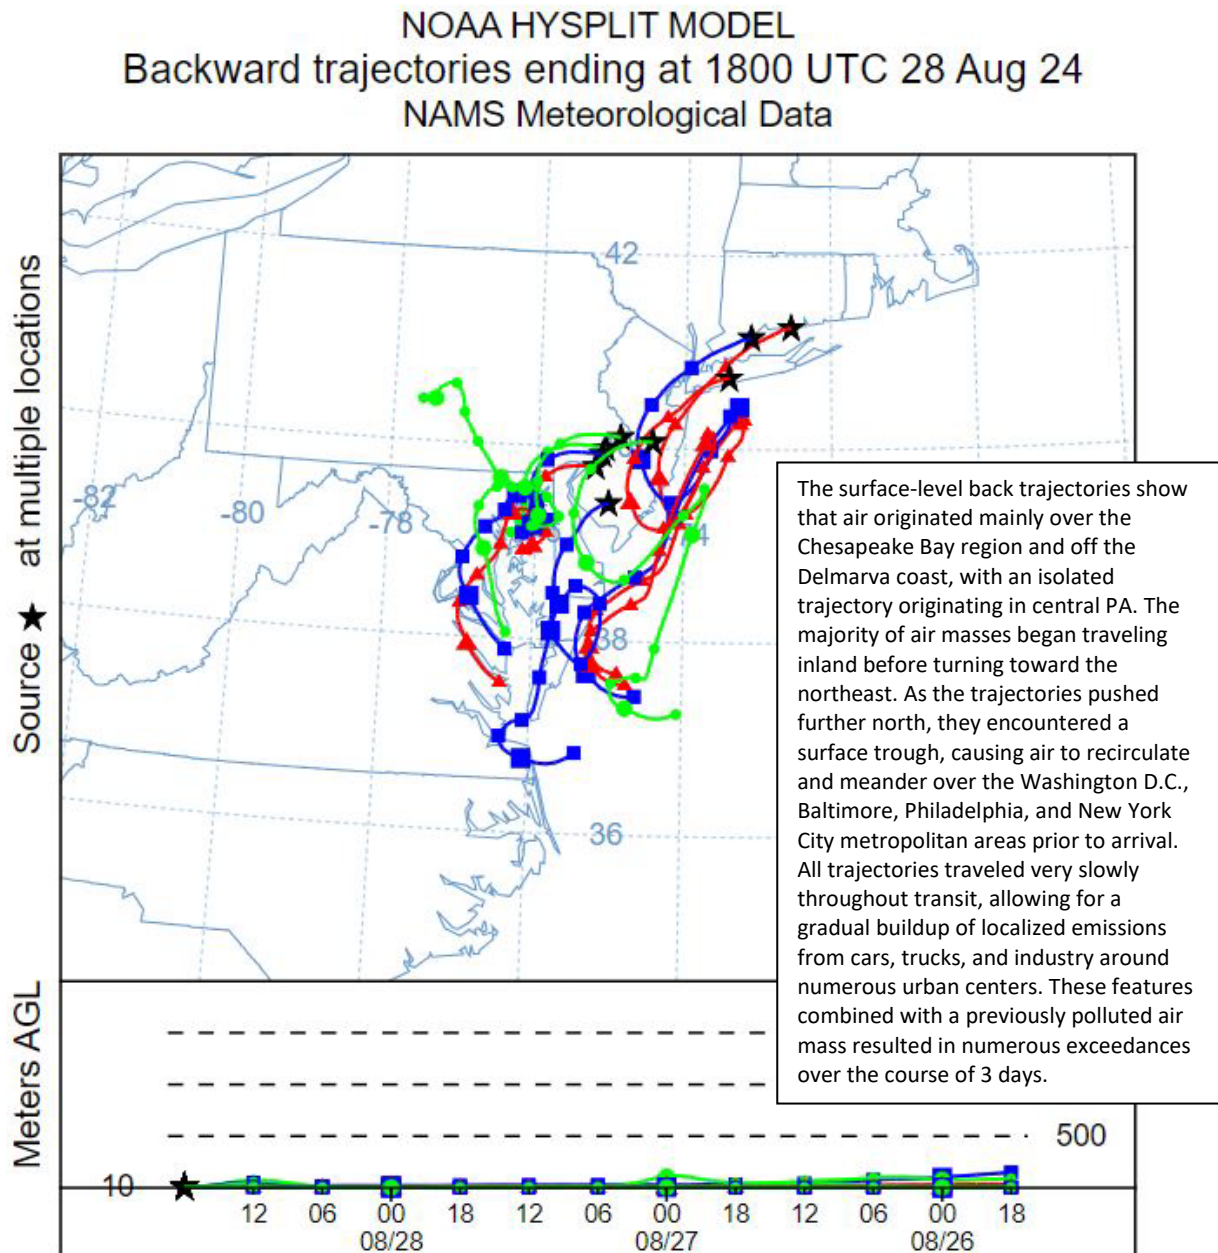 NOAA HYSPLIT MODEL
Backward trajectories ending at 1800 UTC 28 Aug 24
NAMS Meteorological Data
Source ★ at multiple locations
42
-82
-80
-78
38
36
The surface-level back trajectories show
that air originated mainly over the
Chesapeake Bay region and off the
Delmarva coast, with an isolated
trajectory originating in central PA. The
majority of air masses began traveling
inland before turning toward the
northeast. As the trajectories pushed
further north, they encountered a
surface trough, causing air to recirculate
and meander over the Washington D.C.,
Baltimore, Philadelphia, and New York
City metropolitan areas prior to arrival.
All trajectories traveled very slowly
throughout transit, allowing for a
gradual buildup of localized emissions
from cars, trucks, and industry around
numerous urban centers. These features
combined with a previously polluted air
mass resulted in numerous exceedances
over the course of 3 days.
Meters AGL
500
10
12 06 00 18 12 06 00 18 12 06 00 18
08/28 08/27 08/26